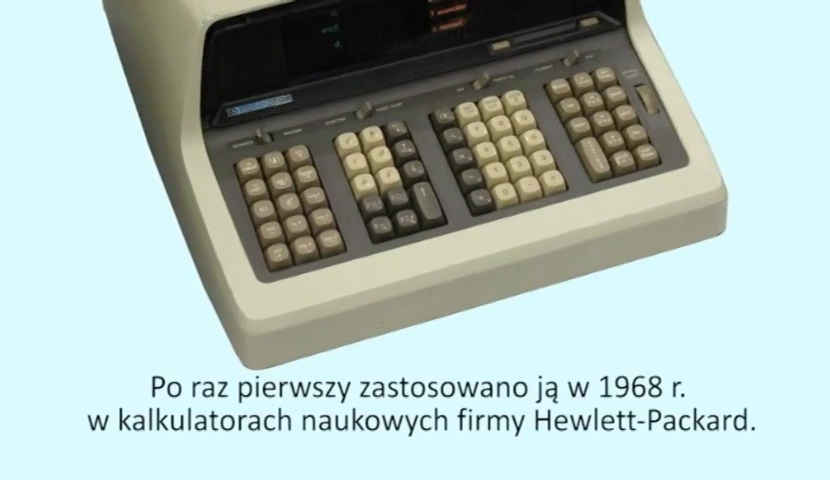 Po raz pierwszy zastosowano ją w 1968 r.
w kalkulatorach naukowych firmy Hewlett-Packard.